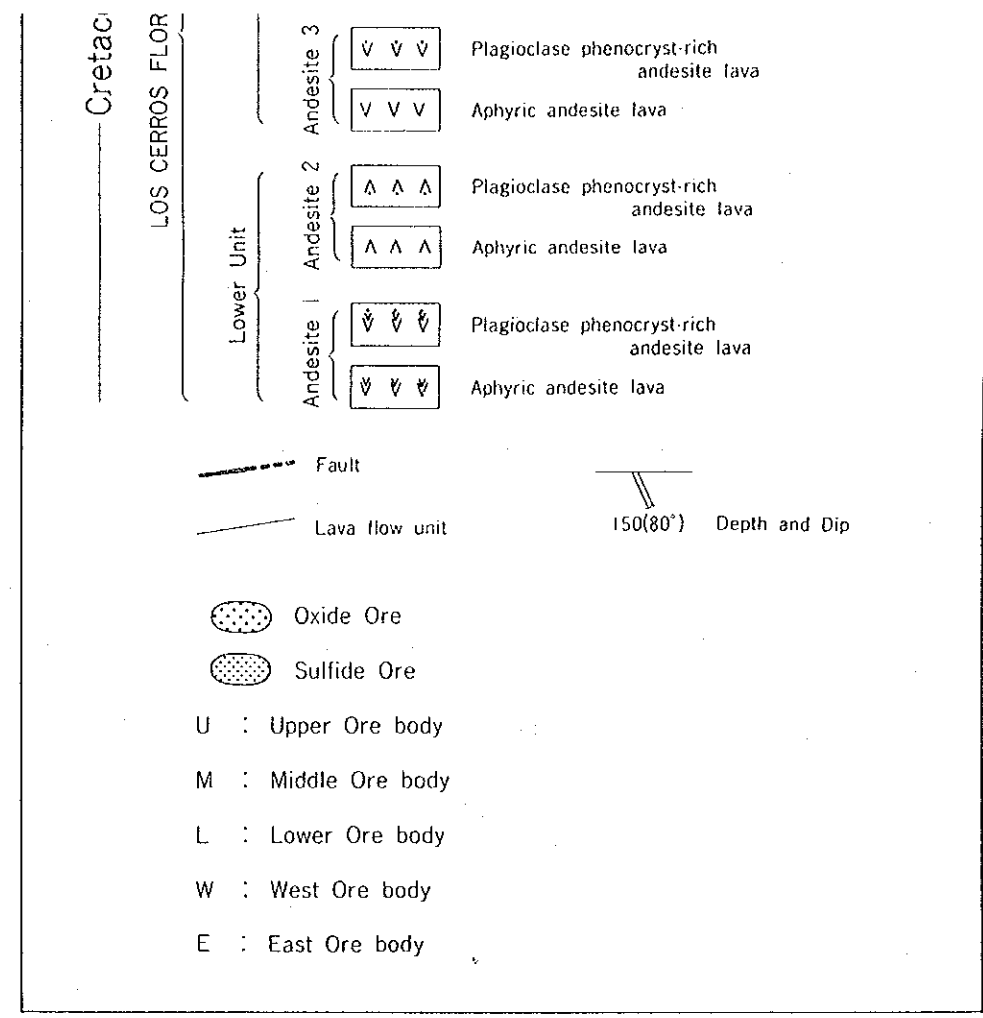 Cretac
LOS CERROS FLOR
Andesite 3
Plagioclase phenocryst-rich
andesite lava
Aphyric andesite lava
Lower Unit
Andesite 2
Plagioclase phenocryst-rich
andesite lava
Aphyric andesite lava
Andesite 1
Plagioclase phenocryst-rich
andesite lava
Aphyric andesite lava
Fault
Lava flow unit
150(80°) Depth and Dip
Oxide Ore
Sulfide Ore
U : Upper Ore body
M : Middle Ore body
L : Lower Ore body
W : West Ore body
E : East Ore body